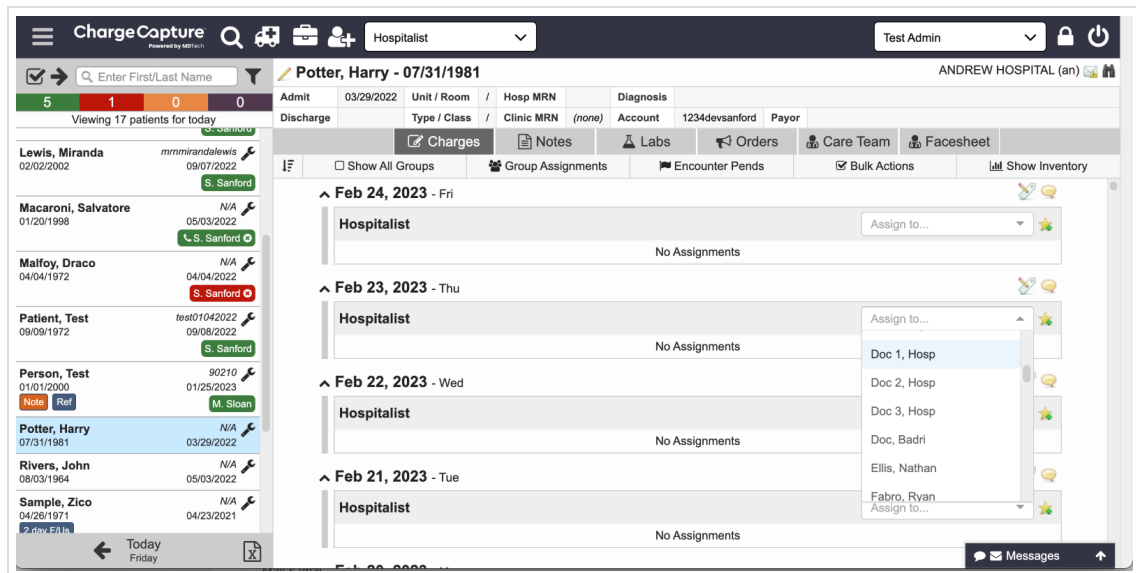 ChargeCapture
Powered by MDTech
Hospitalist
Test Admin
Enter First/Last Name
5 1 0 0
Viewing 17 patients for today
S. Sanford
Lewis, Miranda mrnmirandalewis
02/02/2002 09/07/2022
S. Sanford
Macaroni, Salvatore N/A
01/20/1998 05/03/2022
S. Sanford
Malfoy, Draco N/A
04/04/1972 04/04/2022
S. Sanford
Patient, Test test01042022
09/09/1972 09/08/2022
S. Sanford
Person, Test 90210
01/01/2000 01/25/2023
Note Ref M. Sloan
Potter, Harry N/A
07/31/1981 03/29/2022
Rivers, John N/A
08/03/1964 05/03/2022
Sample, Zico N/A
04/26/1971 04/23/2021
2 day F/Us
Today
Friday
Potter, Harry - 07/31/1981
ANDREW HOSPITAL (an)
Admit 03/29/2022 Unit / Room / Hosp MRN Diagnosis
Discharge Type / Class / Clinic MRN (none) Account 1234devsanford Payor
Charges Notes Labs Orders Care Team Facesheet
Show All Groups Group Assignments Encounter Pends Bulk Actions Show Inventory
Feb 24, 2023 - Fri
Hospitalist Assign to...
No Assignments
Feb 23, 2023 - Thu
Hospitalist Assign to...
No Assignments
Doc 1, Hosp
Doc 2, Hosp
Doc 3, Hosp
Doc, Badri
Ellis, Nathan
Fabro, Ryan
Feb 22, 2023 - Wed
Hospitalist
No Assignments
Feb 21, 2023 - Tue
Hospitalist Assign to...
No Assignments
Messages